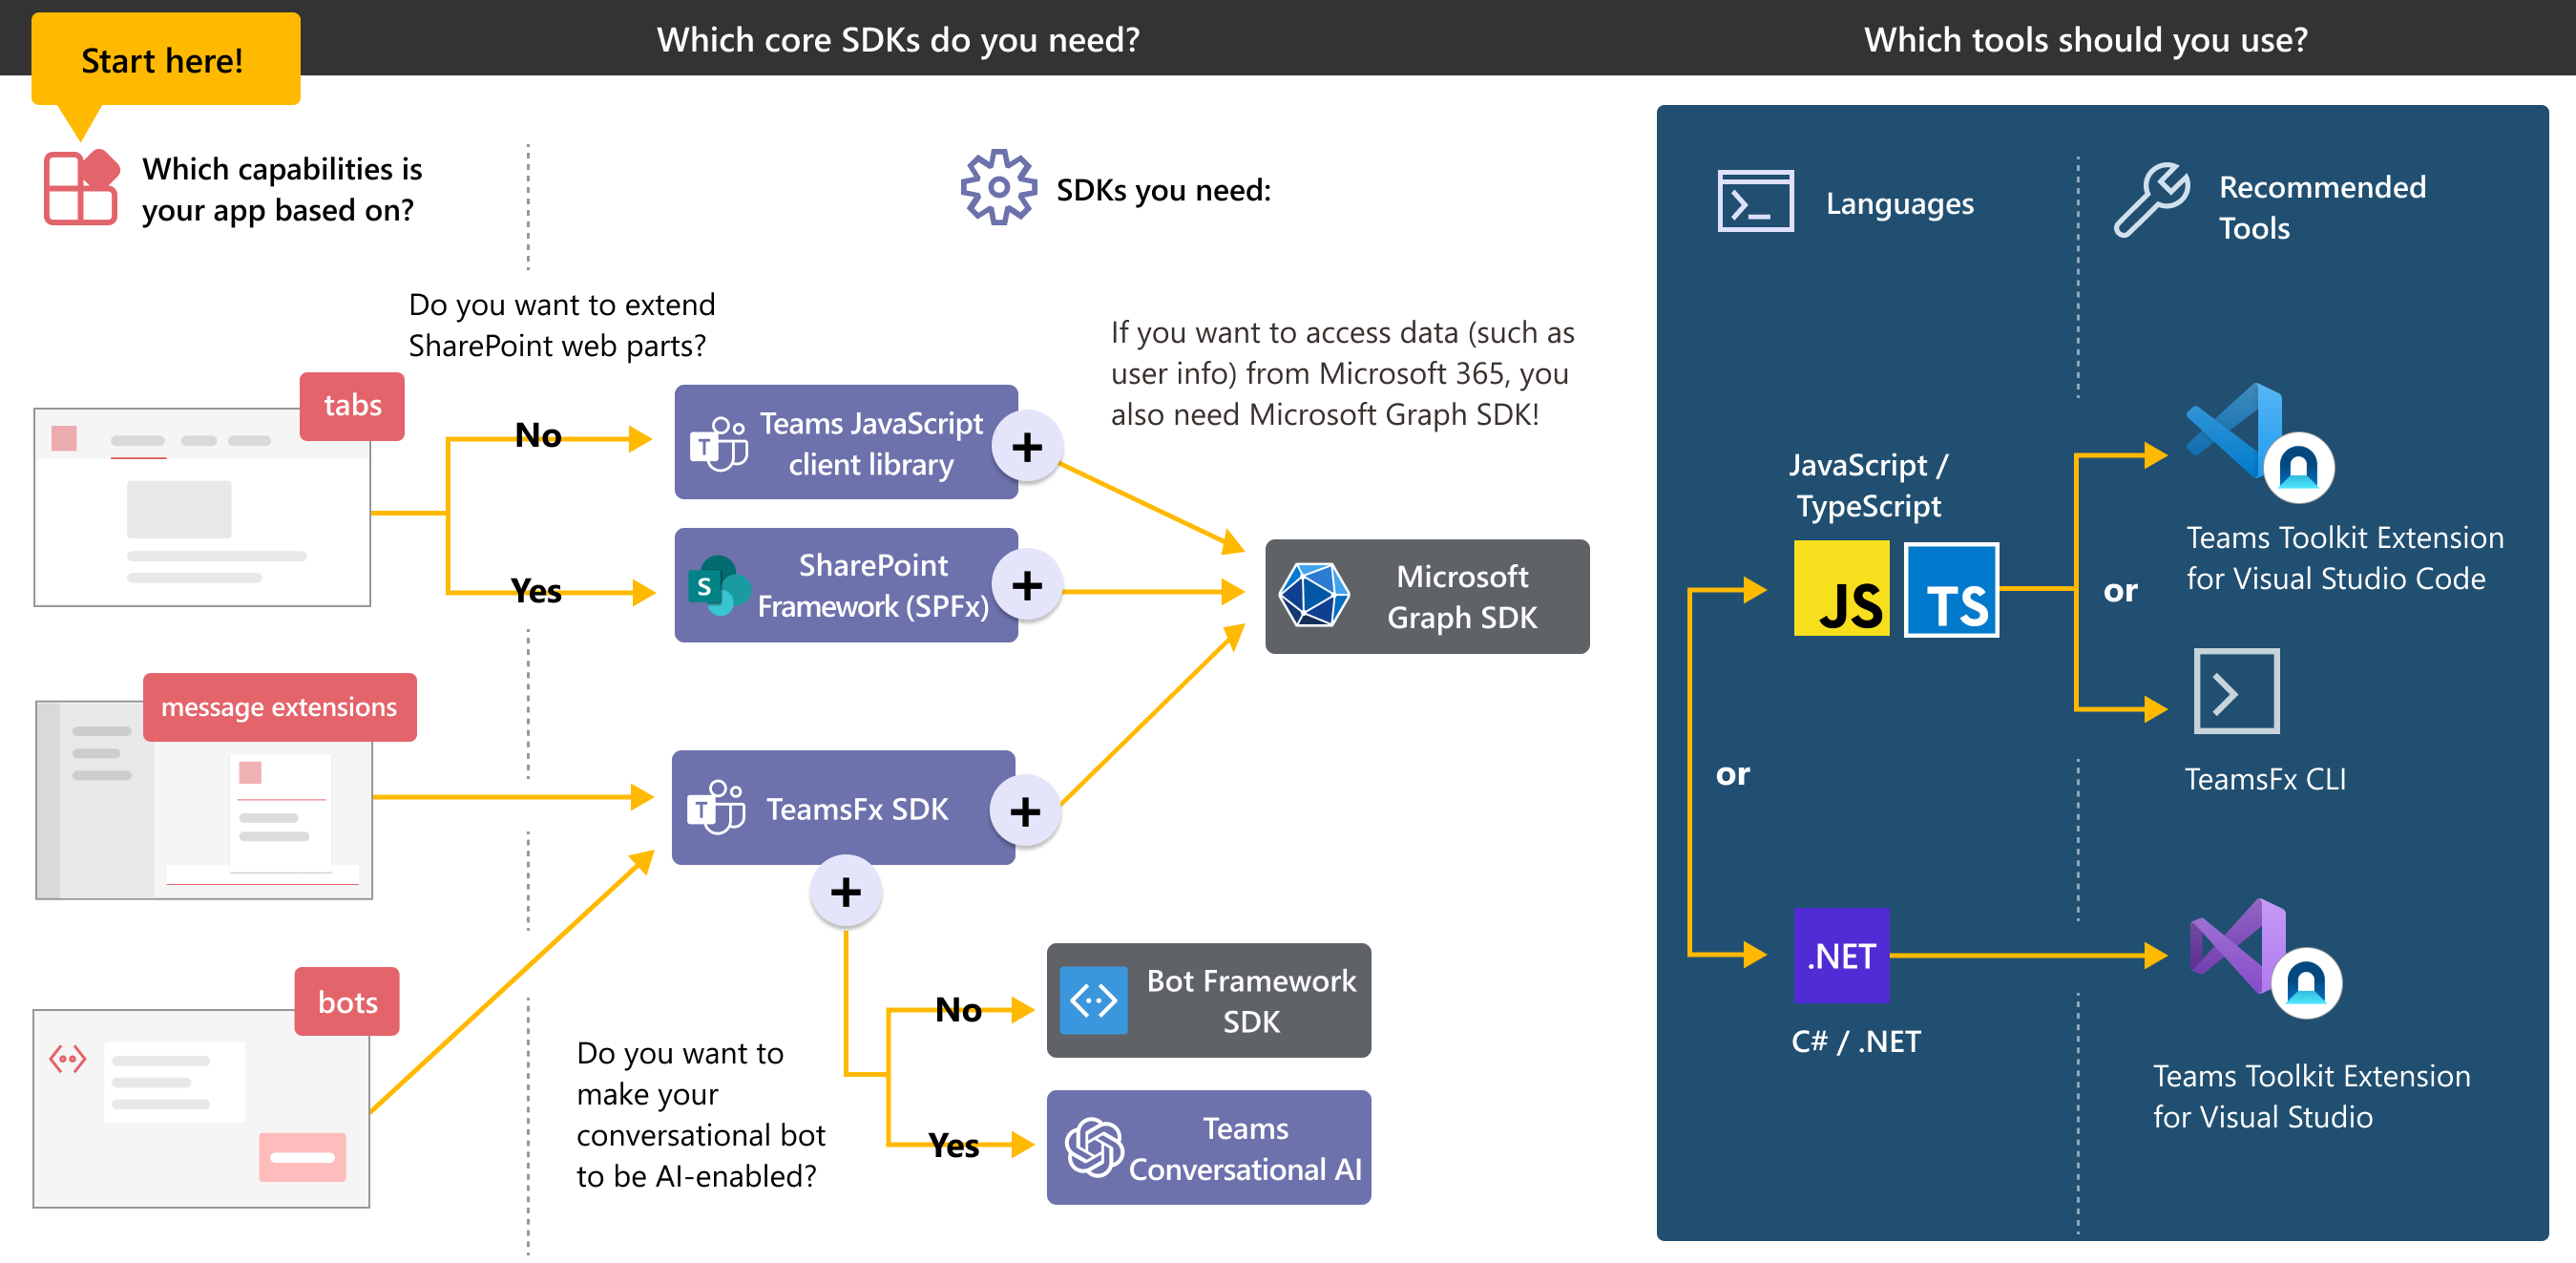 Start here!
Which core SDKs do you need?
Which tools should you use?
Which capabilities is
your app based on?
SDKs you need:
Languages
Recommended
Tools
Do you want to extend
SharePoint web parts?
If you want to access data (such as
user info) from Microsoft 365, you
also need Microsoft Graph SDK!
tabs
No
Yes
T
Teams JavaScript
client library
+
S
SharePoint
Framework (SPFx)
+
Microsoft
Graph SDK
message extensions
T
TeamsFx SDK
+
+
bots
Do you want to
make your
conversational bot
to be AI-enabled?
No
Yes
Bot Framework
SDK
Teams
Conversational AI
or
JavaScript /
TypeScript
JS
TS
or
Teams Toolkit Extension
for Visual Studio Code
TeamsFx CLI
.NET
C# / .NET
Teams Toolkit Extension
for Visual Studio